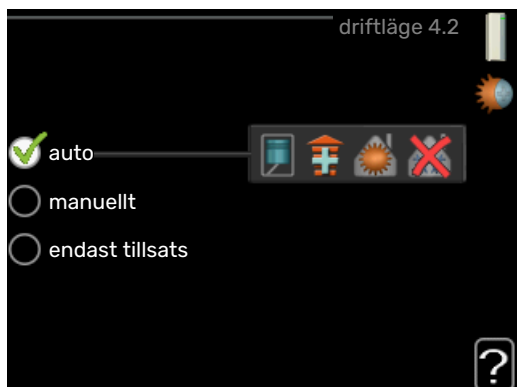 driftläge 4.2
auto
manuellt
endast tillsats
?